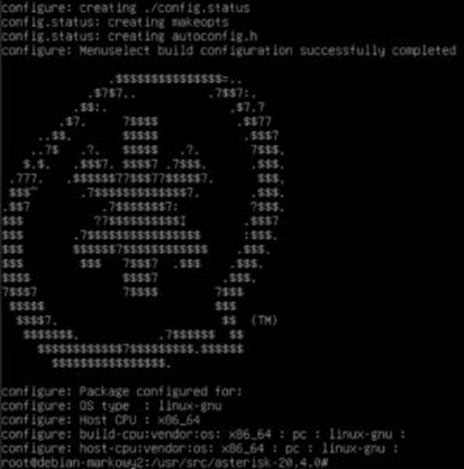 configure: creating ./config.status
config.status: creating makeopts
config.status: creating autoconfig.h
configure: Menuselect build configuration successfully completed
.$$$$$$$$$$$$$$$=..
.$7$7.. .7$$7:.
.$$:. ,$7.7
.$7. 7$$$$ .$$77
..$$. $$$$$ .$$$7
..7$ .?. $$$$$ .?. 7$$$.
$.$. .$$$7. $$$$7 .7$$$. .$$$.
.777. .$$$$$$77$$$77$$$$$7. $$$,
$$$~ .7$$$$$$$$$$$$$7. .$$$.
.$$7 .7$$$$$$$7: ?$$$.
$$$ ?7$$$$$$$$$$I .$$$7
$$$ .7$$$$$$$$$$$$$$$$ :$$$.
$$$ $$$$$$7$$$$$$$$$$$$ .$$$.
$$$ $$$ 7$$$7 .$$$ .$$$.
$$$$ $$$$7 .$$$.
7$$$7 7$$$$ 7$$$
$$$$$ $$$
$$$$7. $$ (TM)
$$$$$$$. .7$$$$$$ $$
$$$$$$$$$$$$7$$$$$$$$$.$$$$$$
$$$$$$$$$$$$$$$$.
configure: Package configured for:
configure: OS type : linux-gnu
configure: Host CPU : x86_64
configure: build-cpu:vendor:os: x86_64 : pc : linux-gnu :
configure: host-cpu:vendor:os: x86_64 : pc : linux-gnu :
root@debian-markowy2:/usr/src/asterisk-20.4.0#